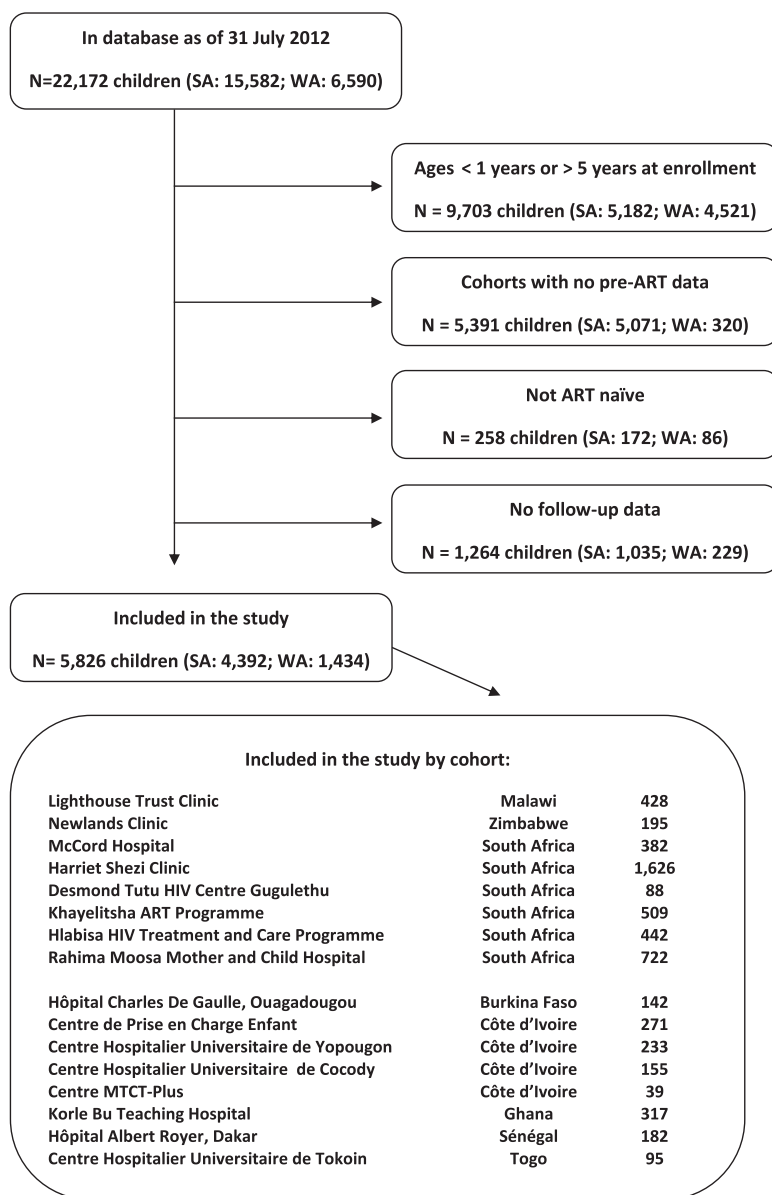 In database as of 31 July 2012
N=22,172 children (SA: 15,582; WA: 6,590)
Ages < 1 years or > 5 years at enrollment
N = 9,703 children (SA: 5,182; WA: 4,521)
Cohorts with no pre-ART data
N = 5,391 children (SA: 5,071; WA: 320)
Not ART naïve
N = 258 children (SA: 172; WA: 86)
No follow-up data
N = 1,264 children (SA: 1,035; WA: 229)
Included in the study
N= 5,826 children (SA: 4,392; WA: 1,434)
Included in the study by cohort:
Lighthouse Trust Clinic Malawi 428
Newlands Clinic Zimbabwe 195
McCord Hospital South Africa 382
Harriet Shezi Clinic South Africa 1,626
Desmond Tutu HIV Centre Gugulethu South Africa 88
Khayelitsha ART Programme South Africa 509
Hlabisa HIV Treatment and Care Programme South Africa 442
Rahima Moosa Mother and Child Hospital South Africa 722
Hôpital Charles De Gaulle, Ouagadougou Burkina Faso 142
Centre de Prise en Charge Enfant Côte d’Ivoire 271
Centre Hospitalier Universitaire de Yopougon Côte d’Ivoire 233
Centre Hospitalier Universitaire de Cocody Côte d’Ivoire 155
Centre MTCT-Plus Côte d’Ivoire 39
Korle Bu Teaching Hospital Ghana 317
Hôpital Albert Royer, Dakar Sénégal 182
Centre Hospitalier Universitaire de Tokoin Togo 95